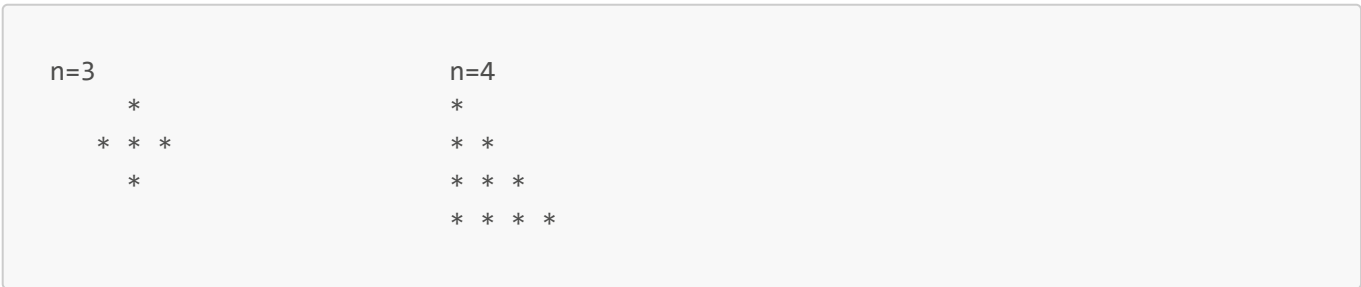 n=3                       n=4
     *                    *
   * * *                  * *
     *                    * * *
                          * * * *